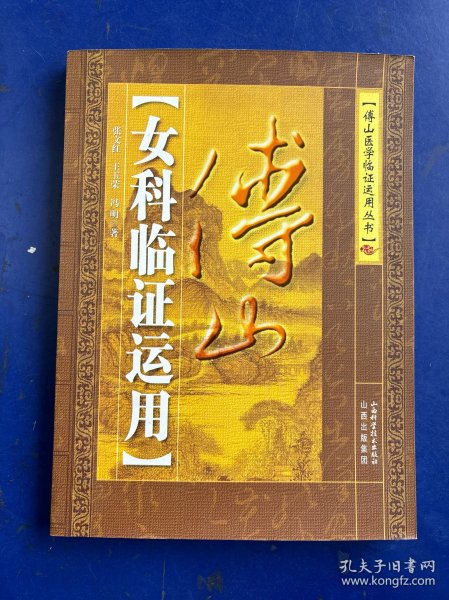 【傅山医学临证运用丛书】
傅山
【女科临证运用】
张文红 王茂荣 冯明 著
山西科学技术出版社
山西出版集团
孔夫子旧书网
www.kongfz.com